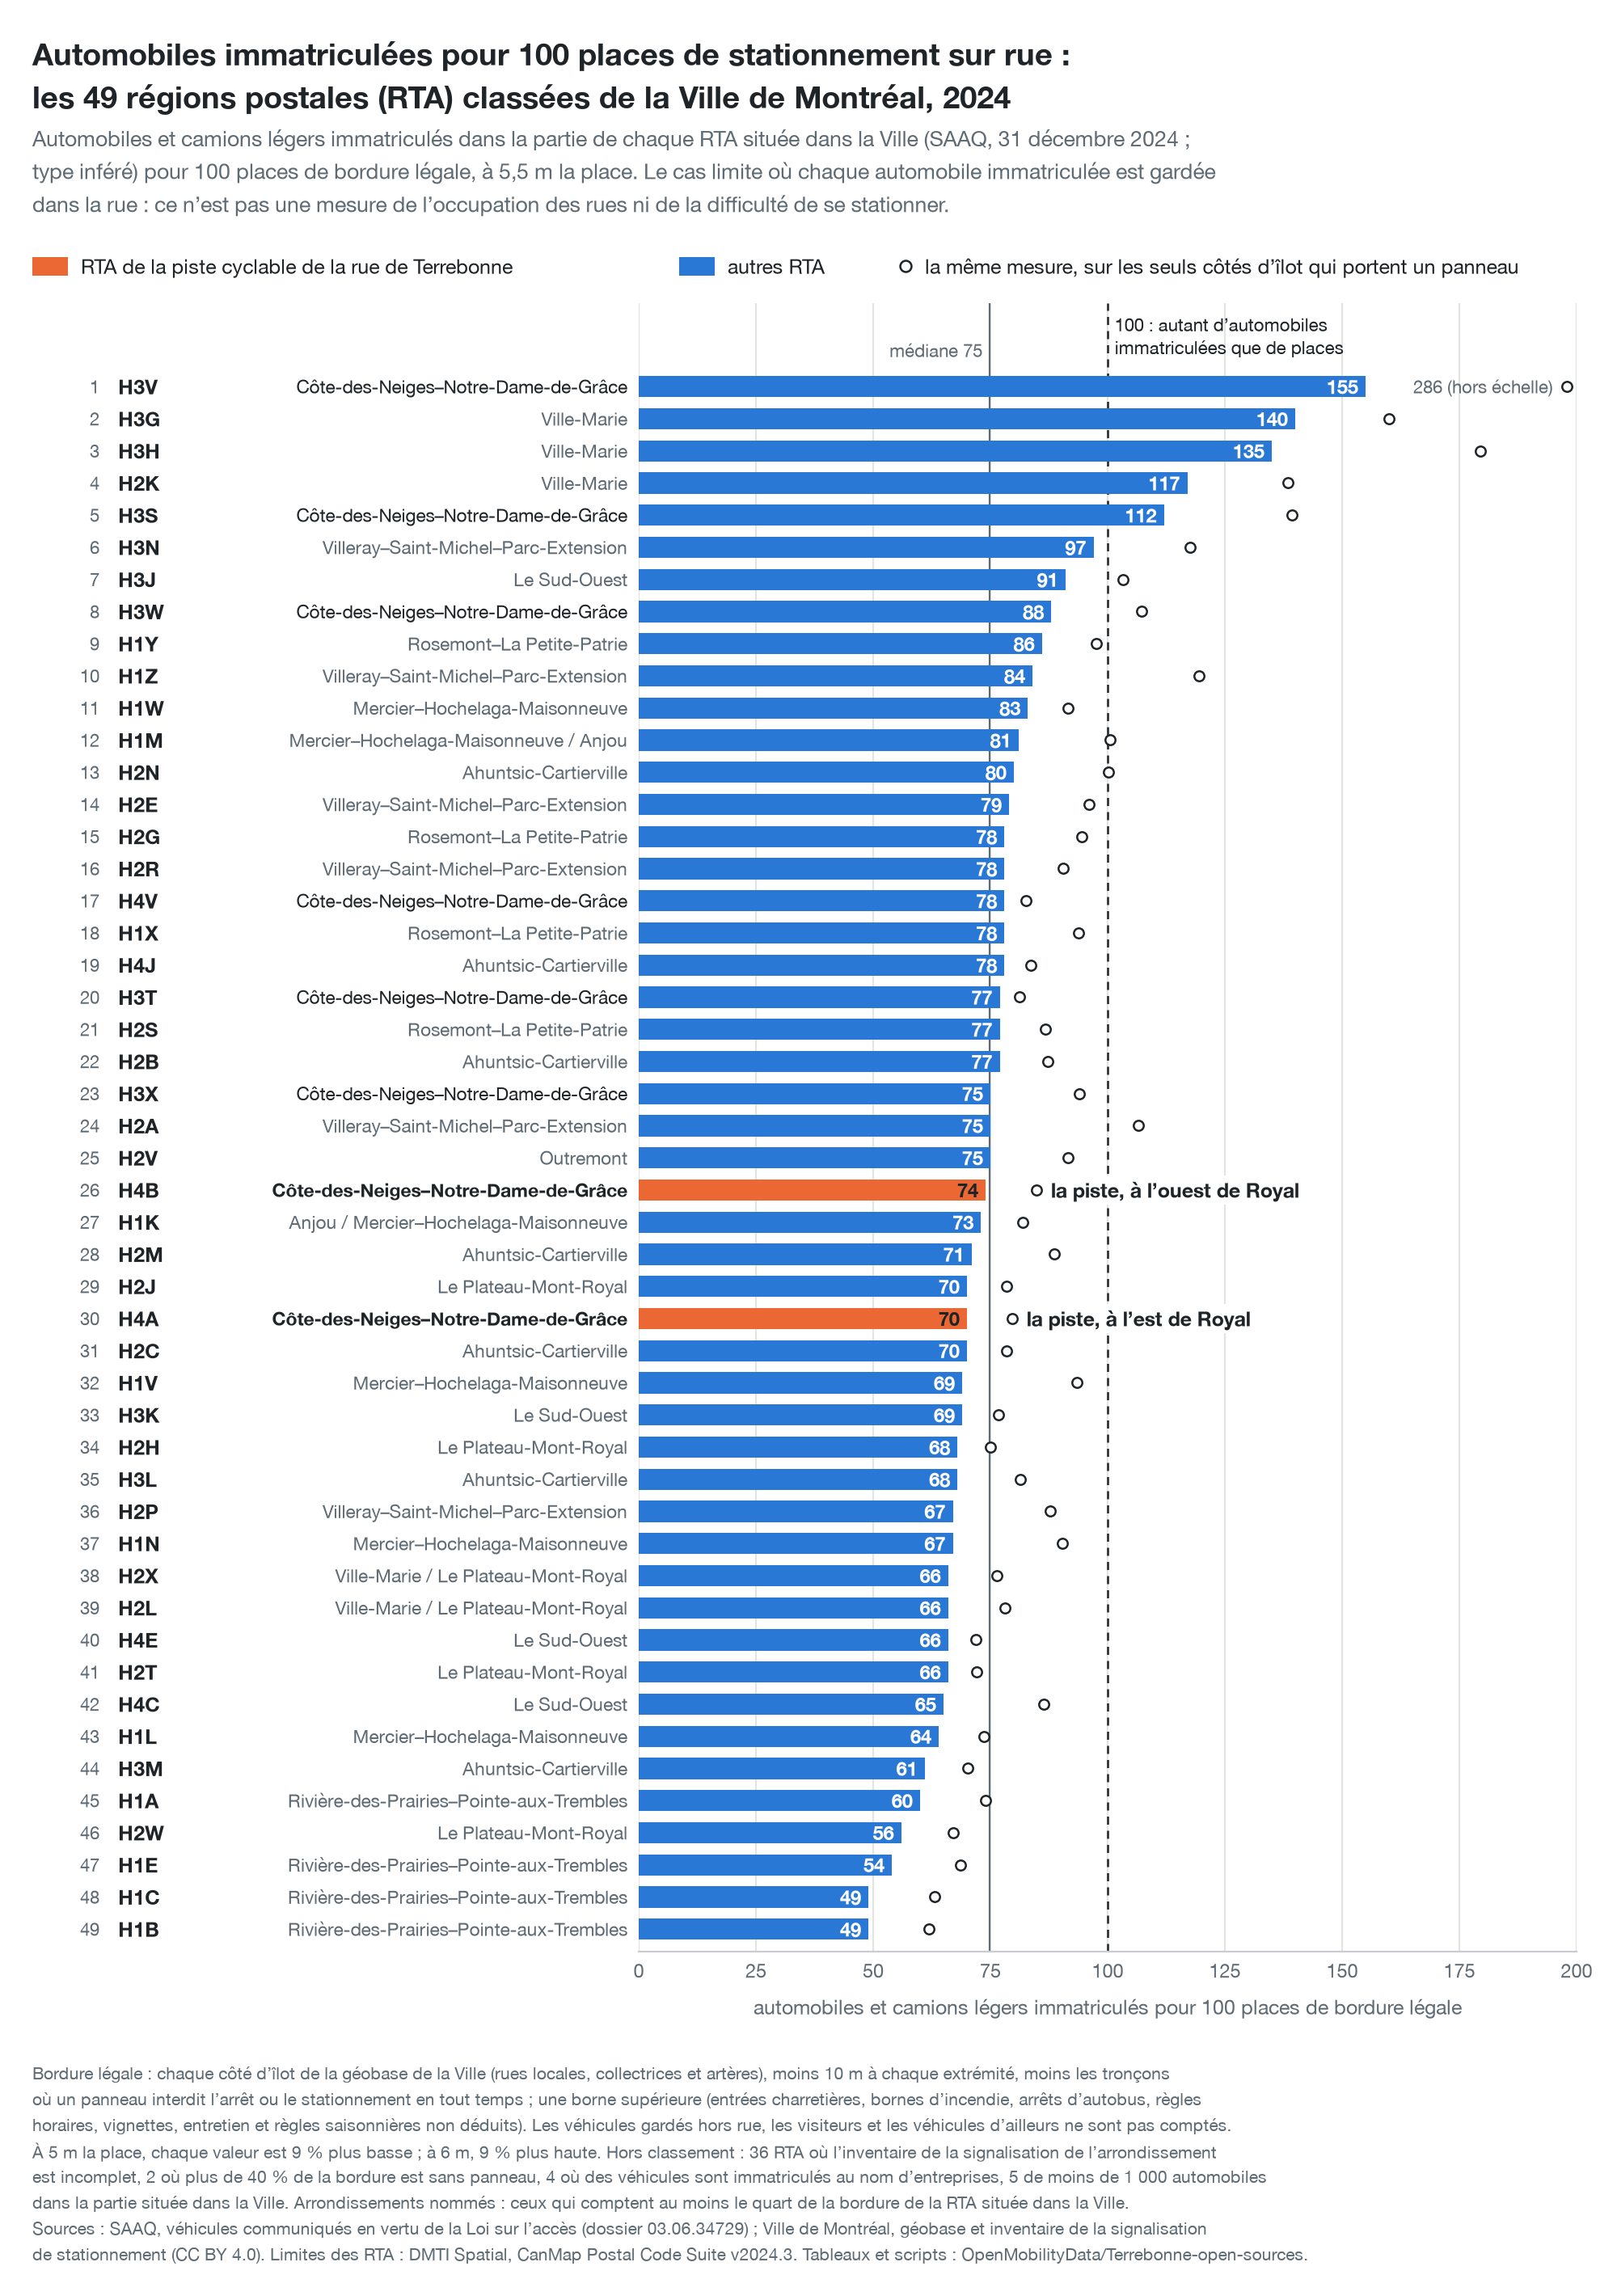 Automobiles immatriculées pour 100 places de stationnement sur rue :
les 49 régions postales (RTA) classées de la Ville de Montréal, 2024
Automobiles et camions légers immatriculés dans la partie de chaque RTA située dans la Ville (SAAQ, 31 décembre 2024 ;
type inféré) pour 100 places de bordure légale, à 5,5 m la place. Le cas limite où chaque automobile immatriculée est gardée
dans la rue : ce n’est pas une mesure de l’occupation des rues ni de la difficulté de se stationner.
RTA de la piste cyclable de la rue de Terrebonne autres RTA la même mesure, sur les seuls côtés d’îlot qui portent un panneau
100 : autant d’automobiles
médiane 75 immatriculées que de places
1 H3V Côte-des-Neiges–Notre-Dame-de-Grâce 155 286 (hors échelle)
2 H3G Ville-Marie 140
3 H3H Ville-Marie 135
4 H2K Ville-Marie 117
5 H3S Côte-des-Neiges–Notre-Dame-de-Grâce 112
6 H3N Villeray–Saint-Michel–Parc-Extension 97
7 H3J Le Sud-Ouest 91
8 H3W Côte-des-Neiges–Notre-Dame-de-Grâce 88
9 H1Y Rosemont–La Petite-Patrie 86
10 H1Z Villeray–Saint-Michel–Parc-Extension 84
11 H1W Mercier–Hochelaga-Maisonneuve 83
12 H1M Mercier–Hochelaga-Maisonneuve / Anjou 81
13 H2N Ahuntsic-Cartierville 80
14 H2E Villeray–Saint-Michel–Parc-Extension 79
15 H2G Rosemont–La Petite-Patrie 78
16 H2R Villeray–Saint-Michel–Parc-Extension 78
17 H4V Côte-des-Neiges–Notre-Dame-de-Grâce 78
18 H1X Rosemont–La Petite-Patrie 78
19 H4J Ahuntsic-Cartierville 78
20 H3T Côte-des-Neiges–Notre-Dame-de-Grâce 77
21 H2S Rosemont–La Petite-Patrie 77
22 H2B Ahuntsic-Cartierville 77
23 H3X Côte-des-Neiges–Notre-Dame-de-Grâce 75
24 H2A Villeray–Saint-Michel–Parc-Extension 75
25 H2V Outremont 75
26 H4B Côte-des-Neiges–Notre-Dame-de-Grâce 74 la piste, à l’ouest de Royal
27 H1K Anjou / Mercier–Hochelaga-Maisonneuve 73
28 H2M Ahuntsic-Cartierville 71
29 H2J Le Plateau-Mont-Royal 70
30 H4A Côte-des-Neiges–Notre-Dame-de-Grâce 70 la piste, à l’est de Royal
31 H2C Ahuntsic-Cartierville 70
32 H1V Mercier–Hochelaga-Maisonneuve 69
33 H3K Le Sud-Ouest 69
34 H2H Le Plateau-Mont-Royal 68
35 H3L Ahuntsic-Cartierville 68
36 H2P Villeray–Saint-Michel–Parc-Extension 67
37 H1N Mercier–Hochelaga-Maisonneuve 67
38 H2X Ville-Marie / Le Plateau-Mont-Royal 66
39 H2L Ville-Marie / Le Plateau-Mont-Royal 66
40 H4E Le Sud-Ouest 66
41 H2T Le Plateau-Mont-Royal 66
42 H4C Le Sud-Ouest 65
43 H1L Mercier–Hochelaga-Maisonneuve 64
44 H3M Ahuntsic-Cartierville 61
45 H1A Rivière-des-Prairies–Pointe-aux-Trembles 60
46 H2W Le Plateau-Mont-Royal 56
47 H1E Rivière-des-Prairies–Pointe-aux-Trembles 54
48 H1C Rivière-des-Prairies–Pointe-aux-Trembles 49
49 H1B Rivière-des-Prairies–Pointe-aux-Trembles 49
0 25 50 75 100 125 150 175 200
automobiles et camions légers immatriculés pour 100 places de bordure légale
Bordure légale : chaque côté d’îlot de la géobase de la Ville (rues locales, collectrices et artères), moins 10 m à chaque extrémité, moins les tronçons
où un panneau interdit l’arrêt ou le stationnement en tout temps ; une borne supérieure (entrées charretières, bornes d’incendie, arrêts d’autobus, règles
horaires, vignettes, entretien et règles saisonnières non déduits). Les véhicules gardés hors rue, les visiteurs et les véhicules d’ailleurs ne sont pas comptés.
À 5 m la place, chaque valeur est 9 % plus basse ; à 6 m, 9 % plus haute. Hors classement : 36 RTA où l’inventaire de la signalisation de l’arrondissement
est incomplet, 2 où plus de 40 % de la bordure est sans panneau, 4 où des véhicules sont immatriculés au nom d’entreprises, 5 de moins de 1 000 automobiles
dans la partie située dans la Ville. Arrondissements nommés : ceux qui comptent au moins le quart de la bordure de la RTA située dans la Ville.
Sources : SAAQ, véhicules communiqués en vertu de la Loi sur l’accès (dossier 03.06.34729) ; Ville de Montréal, géobase et inventaire de la signalisation
de stationnement (CC BY 4.0). Limites des RTA : DMTI Spatial, CanMap Postal Code Suite v2024.3. Tableaux et scripts : OpenMobilityData/Terrebonne-open-sources.